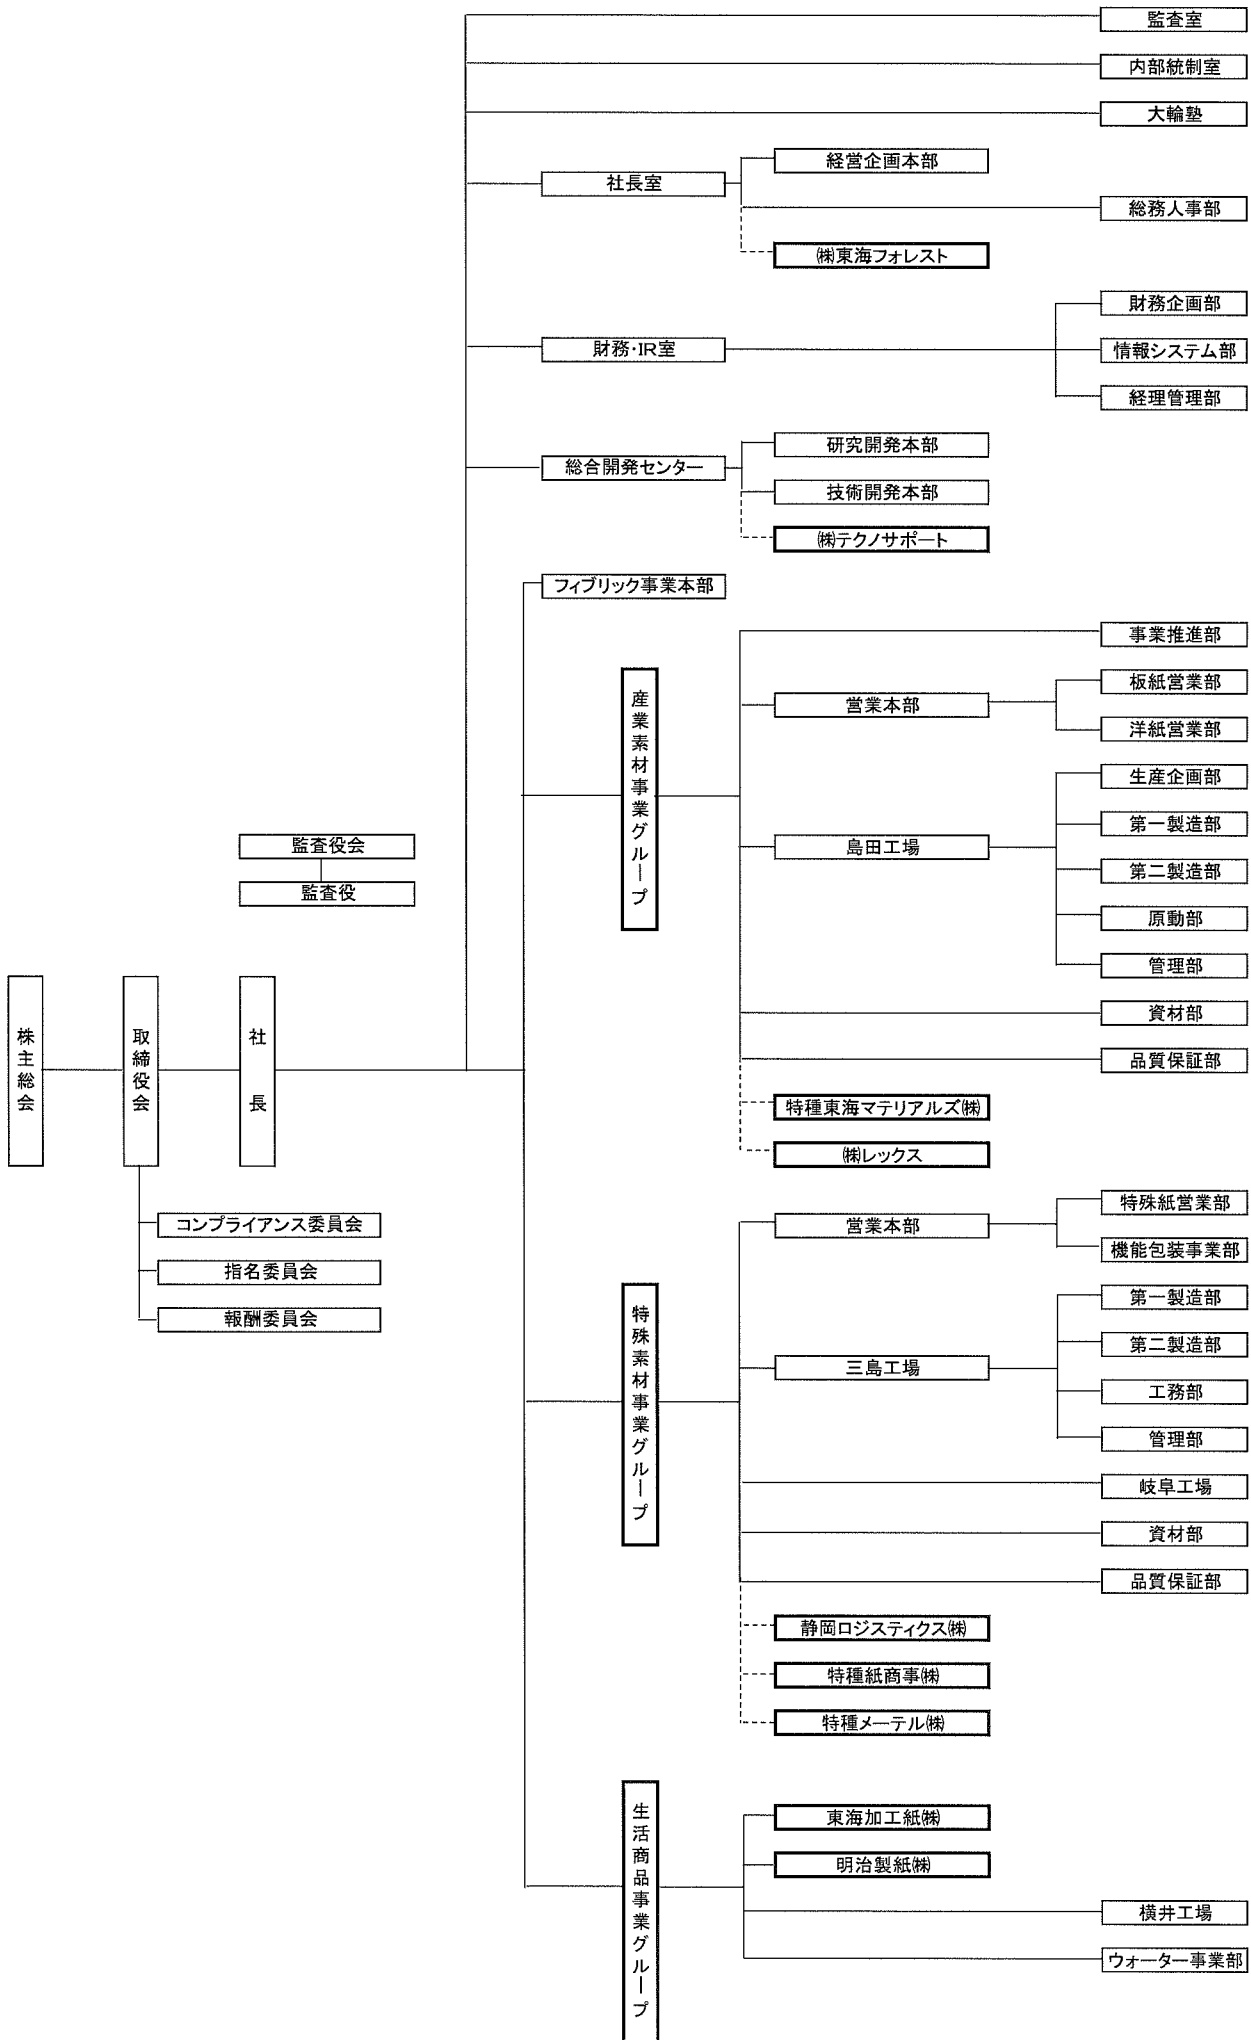 監査室
内部統制室
大輪塾
経営企画本部
社長室
総務人事部
㈱東海フォレスト
財務企画部
財務・IR室
情報システム部
経理管理部
研究開発本部
総合開発センター
技術開発本部
㈱テクノサポート
フィブリック事業本部
事業推進部
産業素材事業グループ
板紙営業部
営業本部
洋紙営業部
生産企画部
第一製造部
島田工場
第二製造部
原動部
管理部
資材部
品質保証部
特種東海マテリアルズ㈱
㈱レックス
監査役会
監査役
株主総会
取締役会
社長
コンプライアンス委員会
指名委員会
報酬委員会
特殊紙営業部
営業本部
機能包装事業部
特殊素材事業グループ
第一製造部
第二製造部
三島工場
工務部
管理部
岐阜工場
資材部
品質保証部
静岡ロジスティクス㈱
特種紙商事㈱
特種メーテル㈱
生活商品事業グループ
東海加工紙㈱
明治製紙㈱
横井工場
ウォーター事業部